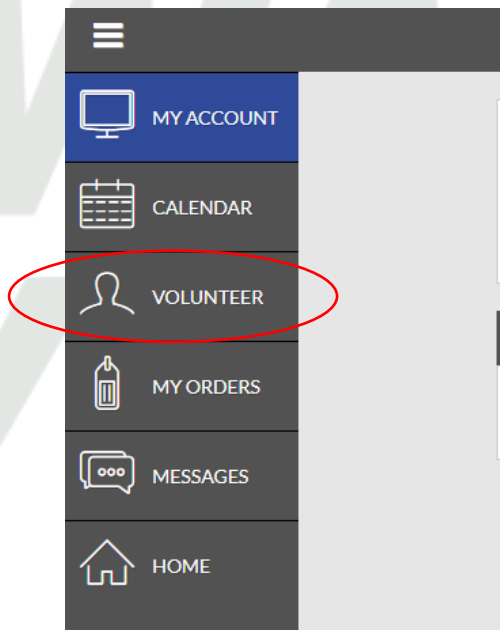 MY ACCOUNT
CALENDAR
VOLUNTEER
MY ORDERS
MESSAGES
HOME